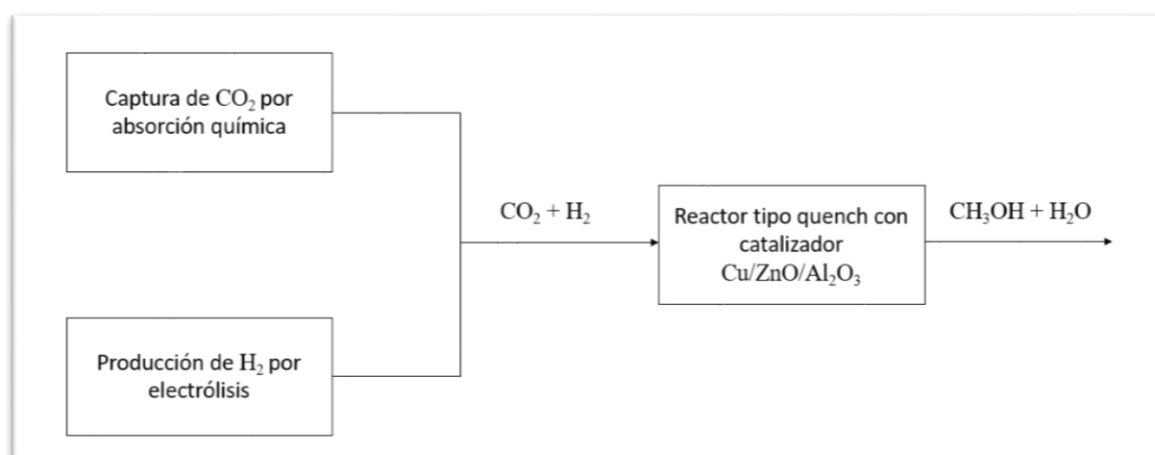 Captura de CO₂ por
absorción química
CO₂ + H₂
Reactor tipo quench con
catalizador
Cu/ZnO/Al₂O₃
CH₃OH + H₂O
Producción de H₂ por
electrólisis